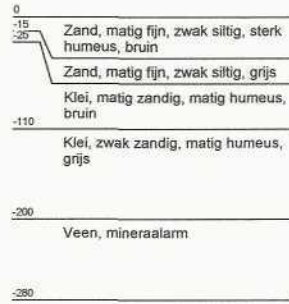 0
-15
Zand, matig fijn, zwak siltig, sterk
humeus, bruin
-25
Zand, matig fijn, zwak siltig, grijs
Klei, matig zandig, matig humeus,
bruin
-110
Klei, zwak zandig, matig humeus,
grijs
-200
Veen, mineraalarm
-280